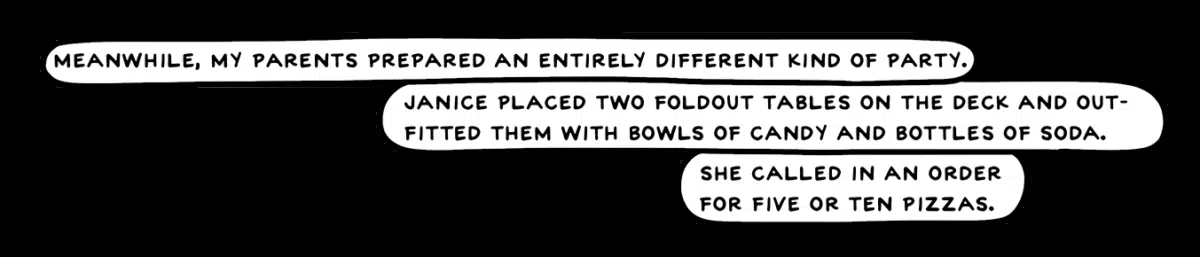 MEANWHILE, MY PARENTS PREPARED AN ENTIRELY DIFFERENT KIND OF PARTY.
JANICE PLACED TWO FOLDOUT TABLES ON THE DECK AND OUT-
FITTED THEM WITH BOWLS OF CANDY AND BOTTLES OF SODA.
SHE CALLED IN AN ORDER
FOR FIVE OR TEN PIZZAS.